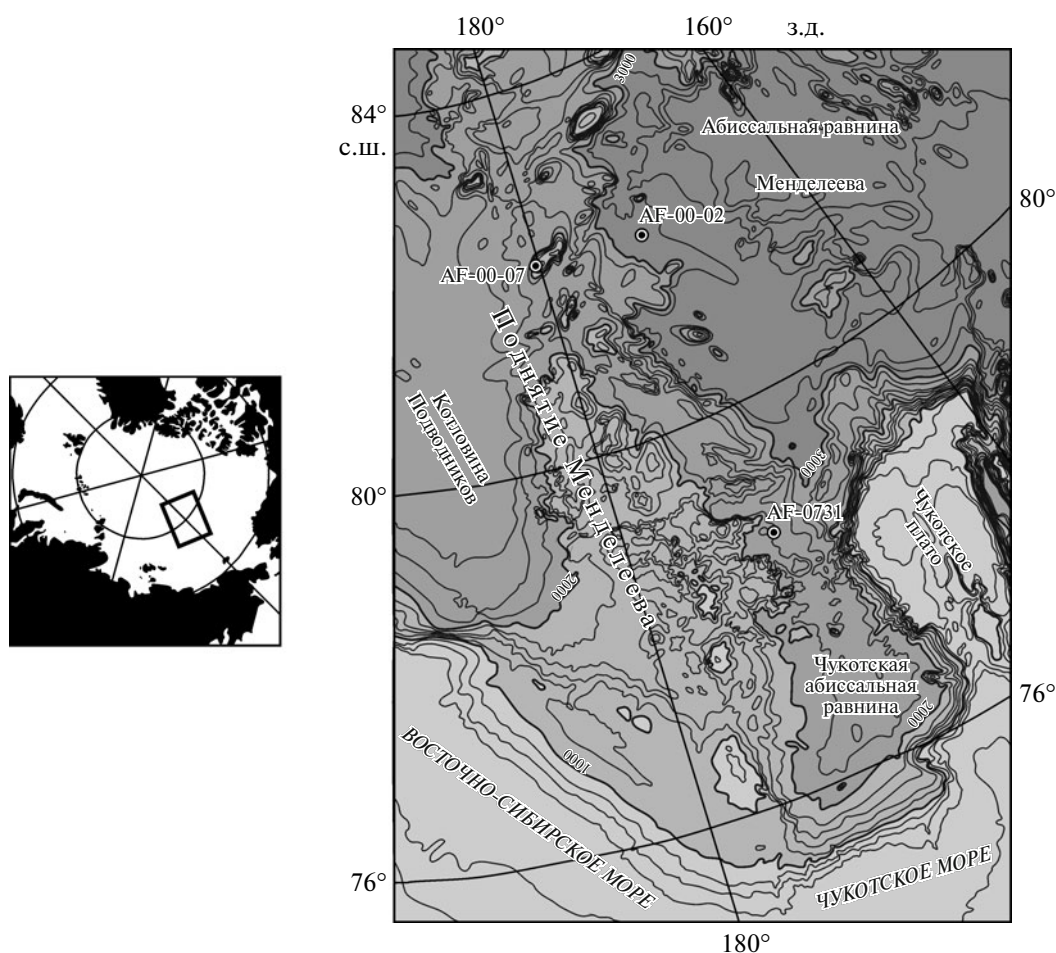 180°
160°
з.д.
84°
с.ш.
3000
Абиссальная равнина
Менделеева
80°
AF-00-02
AF-00-07
Поднятие Менделеева
Котловина
Подводников
80°
3000
AF-0731
Чукотское
плато
2000
Чукотская
абиссальная
равнина
76°
2000
1000
ВОСТОЧНО-СИБИРСКОЕ МОРЕ
ЧУКОТСКОЕ МОРЕ
76°
180°